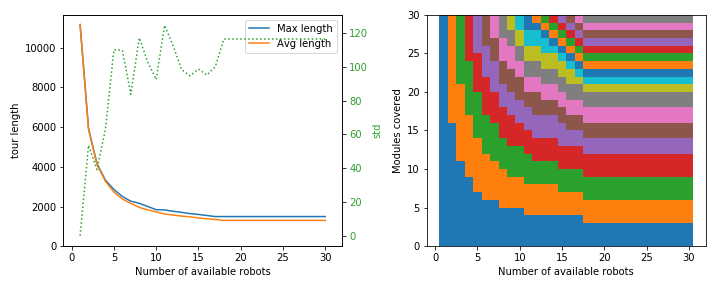 Max length
Avg length
tour length
10000
8000
6000
4000
2000
0
120
100
80
60
40
20
0
std
0 5 10 15 20 25 30
Number of available robots
Modules covered
30
25
20
15
10
5
0
0 5 10 15 20 25 30
Number of available robots